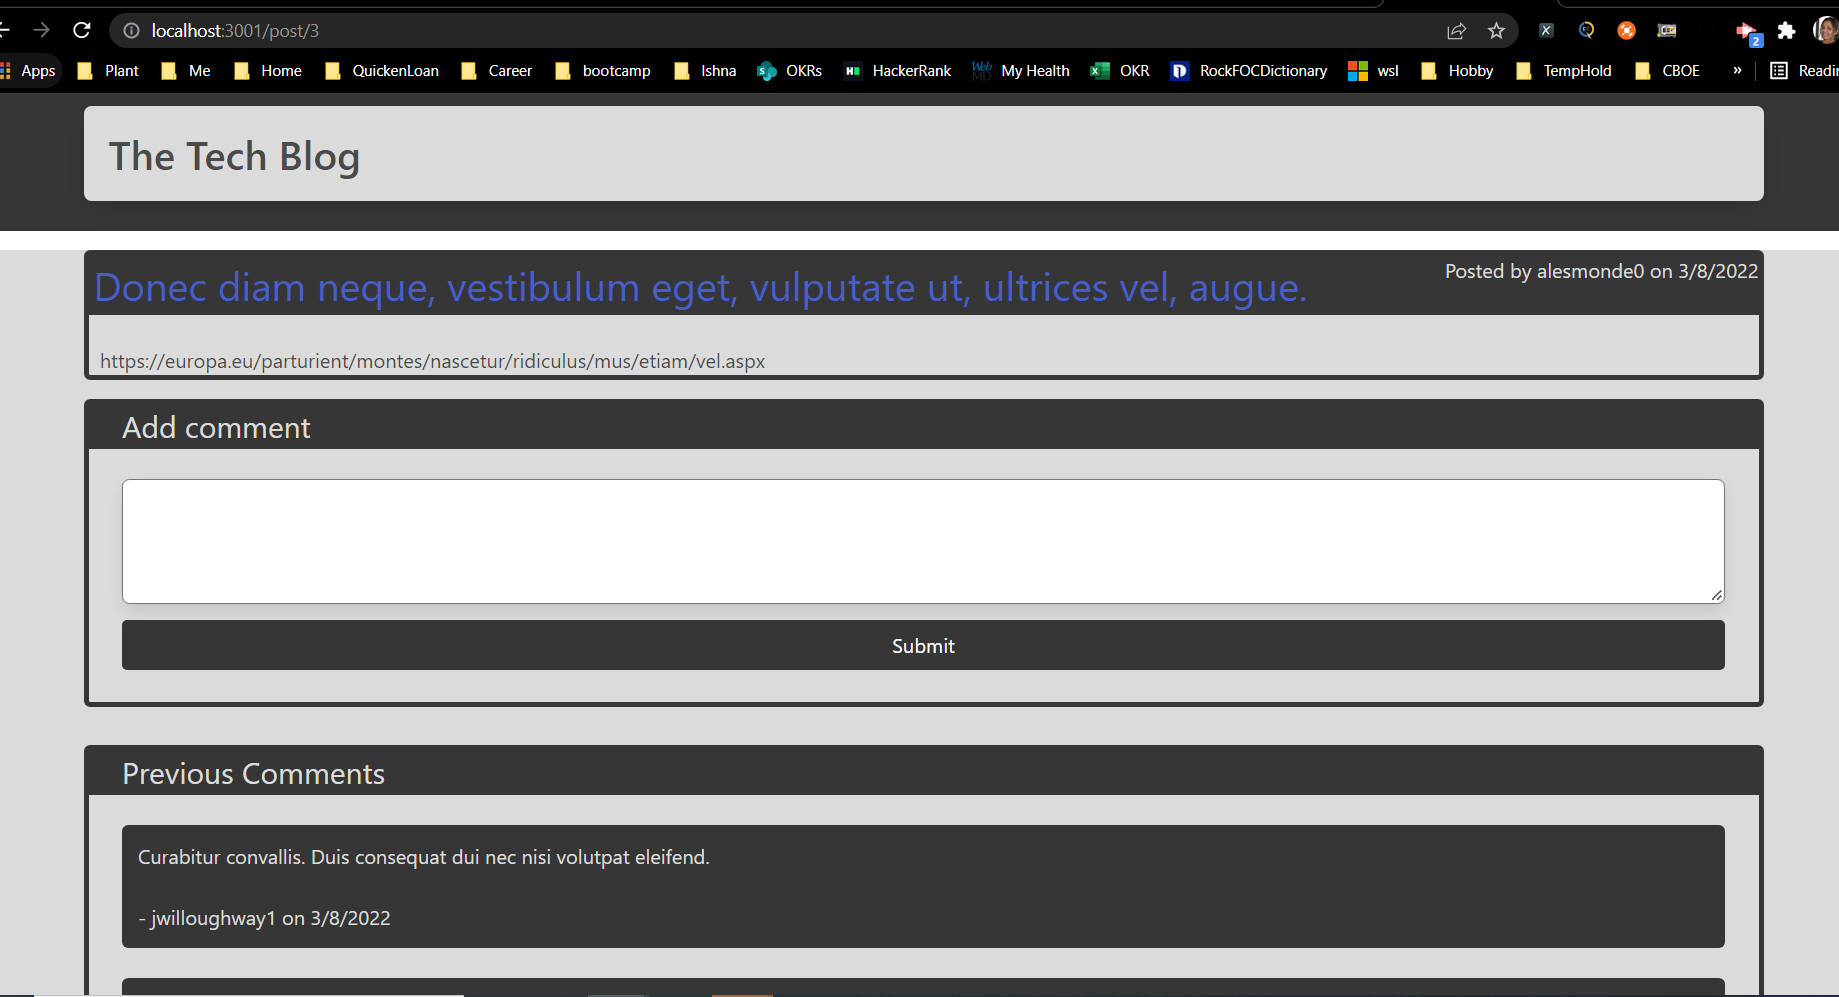 localhost:3001/post/3
2
Apps Plant Me Home QuickenLoan Career bootcamp Ishna OKRs HackerRank My Health OKR RockFOCDictionary wsl Hobby TempHold CBOE » Readin
The Tech Blog
Donec diam neque, vestibulum eget, vulputate ut, ultrices vel, augue.
Posted by alesmonde0 on 3/8/2022
https://europa.eu/parturient/montes/nascetur/ridiculus/mus/etiam/vel.aspx
Add comment
Submit
Previous Comments
Curabitur convallis. Duis consequat dui nec nisi volutpat eleifend.
- jwilloughway1 on 3/8/2022